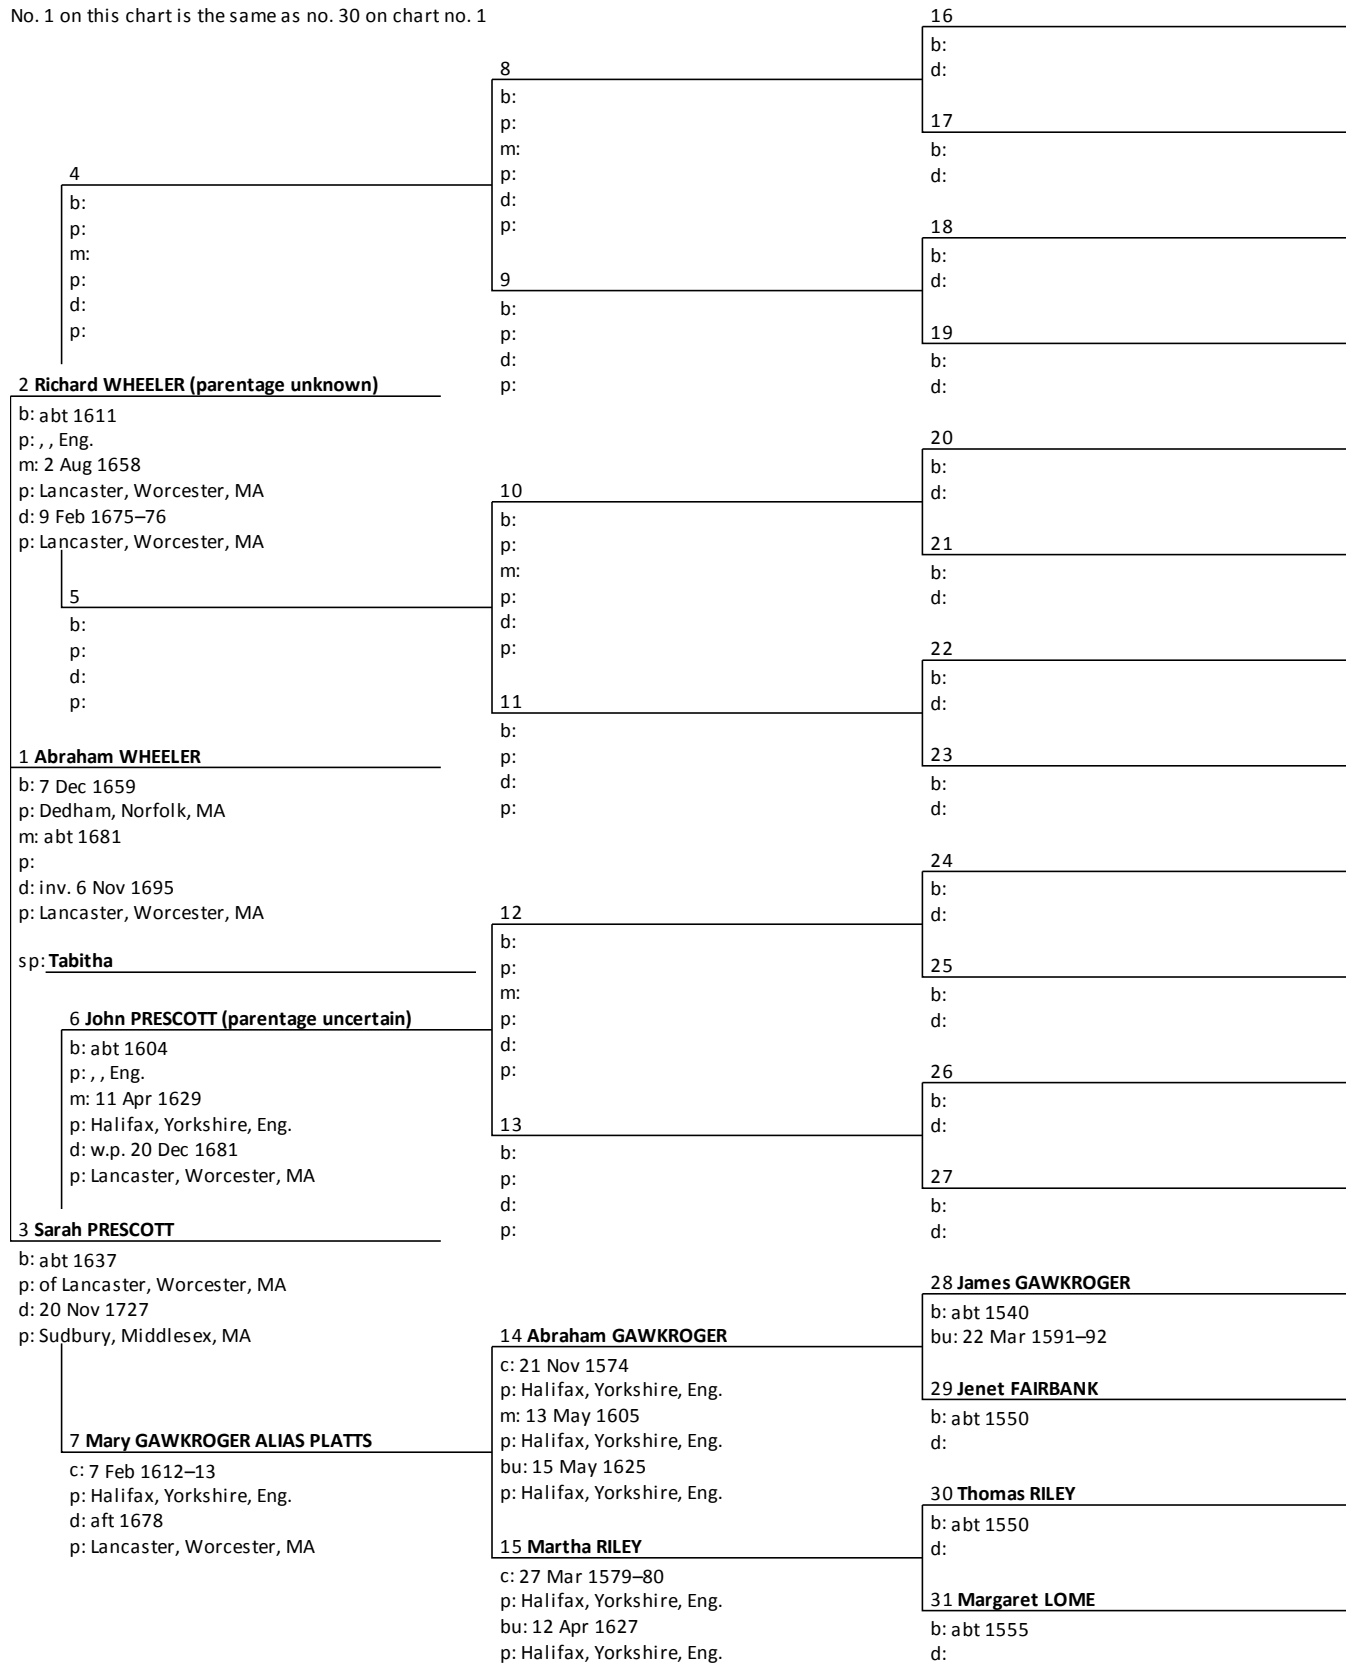 No. 1 on this chart is the same as no. 30 on chart no. 1
16
b:
d:
8
b:
p:
m:
p:
d:
p:
17
b:
d:
4
b:
p:
m:
p:
d:
p:
18
b:
d:
9
b:
p:
d:
p:
19
b:
d:
2 Richard WHEELER (parentage unknown)
b: abt 1611
p: , , Eng.
m: 2 Aug 1658
p: Lancaster, Worcester, MA
d: 9 Feb 1675–76
p: Lancaster, Worcester, MA
20
b:
d:
10
b:
p:
m:
p:
d:
p:
21
b:
d:
5
b:
p:
d:
p:
22
b:
d:
11
b:
p:
d:
p:
23
b:
d:
1 Abraham WHEELER
b: 7 Dec 1659
p: Dedham, Norfolk, MA
m: abt 1681
p:
d: inv. 6 Nov 1695
p: Lancaster, Worcester, MA
sp: Tabitha
24
b:
d:
12
b:
p:
m:
p:
d:
p:
25
b:
d:
6 John PRESCOTT (parentage uncertain)
b: abt 1604
p: , , Eng.
m: 11 Apr 1629
p: Halifax, Yorkshire, Eng.
d: w.p. 20 Dec 1681
p: Lancaster, Worcester, MA
26
b:
d:
13
b:
p:
d:
p:
27
b:
d:
3 Sarah PRESCOTT
b: abt 1637
p: of Lancaster, Worcester, MA
d: 20 Nov 1727
p: Sudbury, Middlesex, MA
28 James GAWKROGER
b: abt 1540
bu: 22 Mar 1591–92
14 Abraham GAWKROGER
c: 21 Nov 1574
p: Halifax, Yorkshire, Eng.
m: 13 May 1605
p: Halifax, Yorkshire, Eng.
bu: 15 May 1625
p: Halifax, Yorkshire, Eng.
29 Jenet FAIRBANK
b: abt 1550
d:
7 Mary GAWKROGER ALIAS PLATTS
c: 7 Feb 1612–13
p: Halifax, Yorkshire, Eng.
d: aft 1678
p: Lancaster, Worcester, MA
30 Thomas RILEY
b: abt 1550
d:
15 Martha RILEY
c: 27 Mar 1579–80
p: Halifax, Yorkshire, Eng.
bu: 12 Apr 1627
p: Halifax, Yorkshire, Eng.
31 Margaret LOME
b: abt 1555
d: